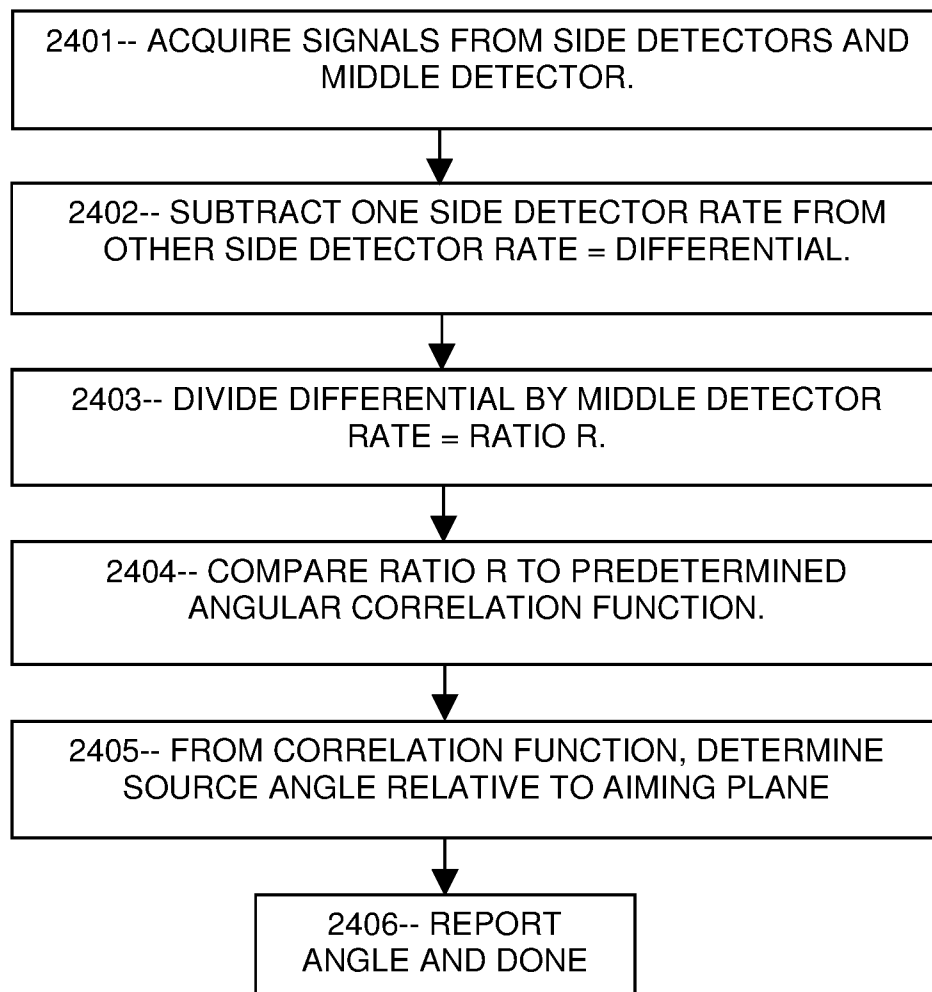 2401-- ACQUIRE SIGNALS FROM SIDE DETECTORS AND
MIDDLE DETECTOR.
2402-- SUBTRACT ONE SIDE DETECTOR RATE FROM
OTHER SIDE DETECTOR RATE = DIFFERENTIAL.
2403-- DIVIDE DIFFERENTIAL BY MIDDLE DETECTOR
RATE = RATIO R.
2404-- COMPARE RATIO R TO PREDETERMINED
ANGULAR CORRELATION FUNCTION.
2405-- FROM CORRELATION FUNCTION, DETERMINE
SOURCE ANGLE RELATIVE TO AIMING PLANE
2406-- REPORT
ANGLE AND DONE